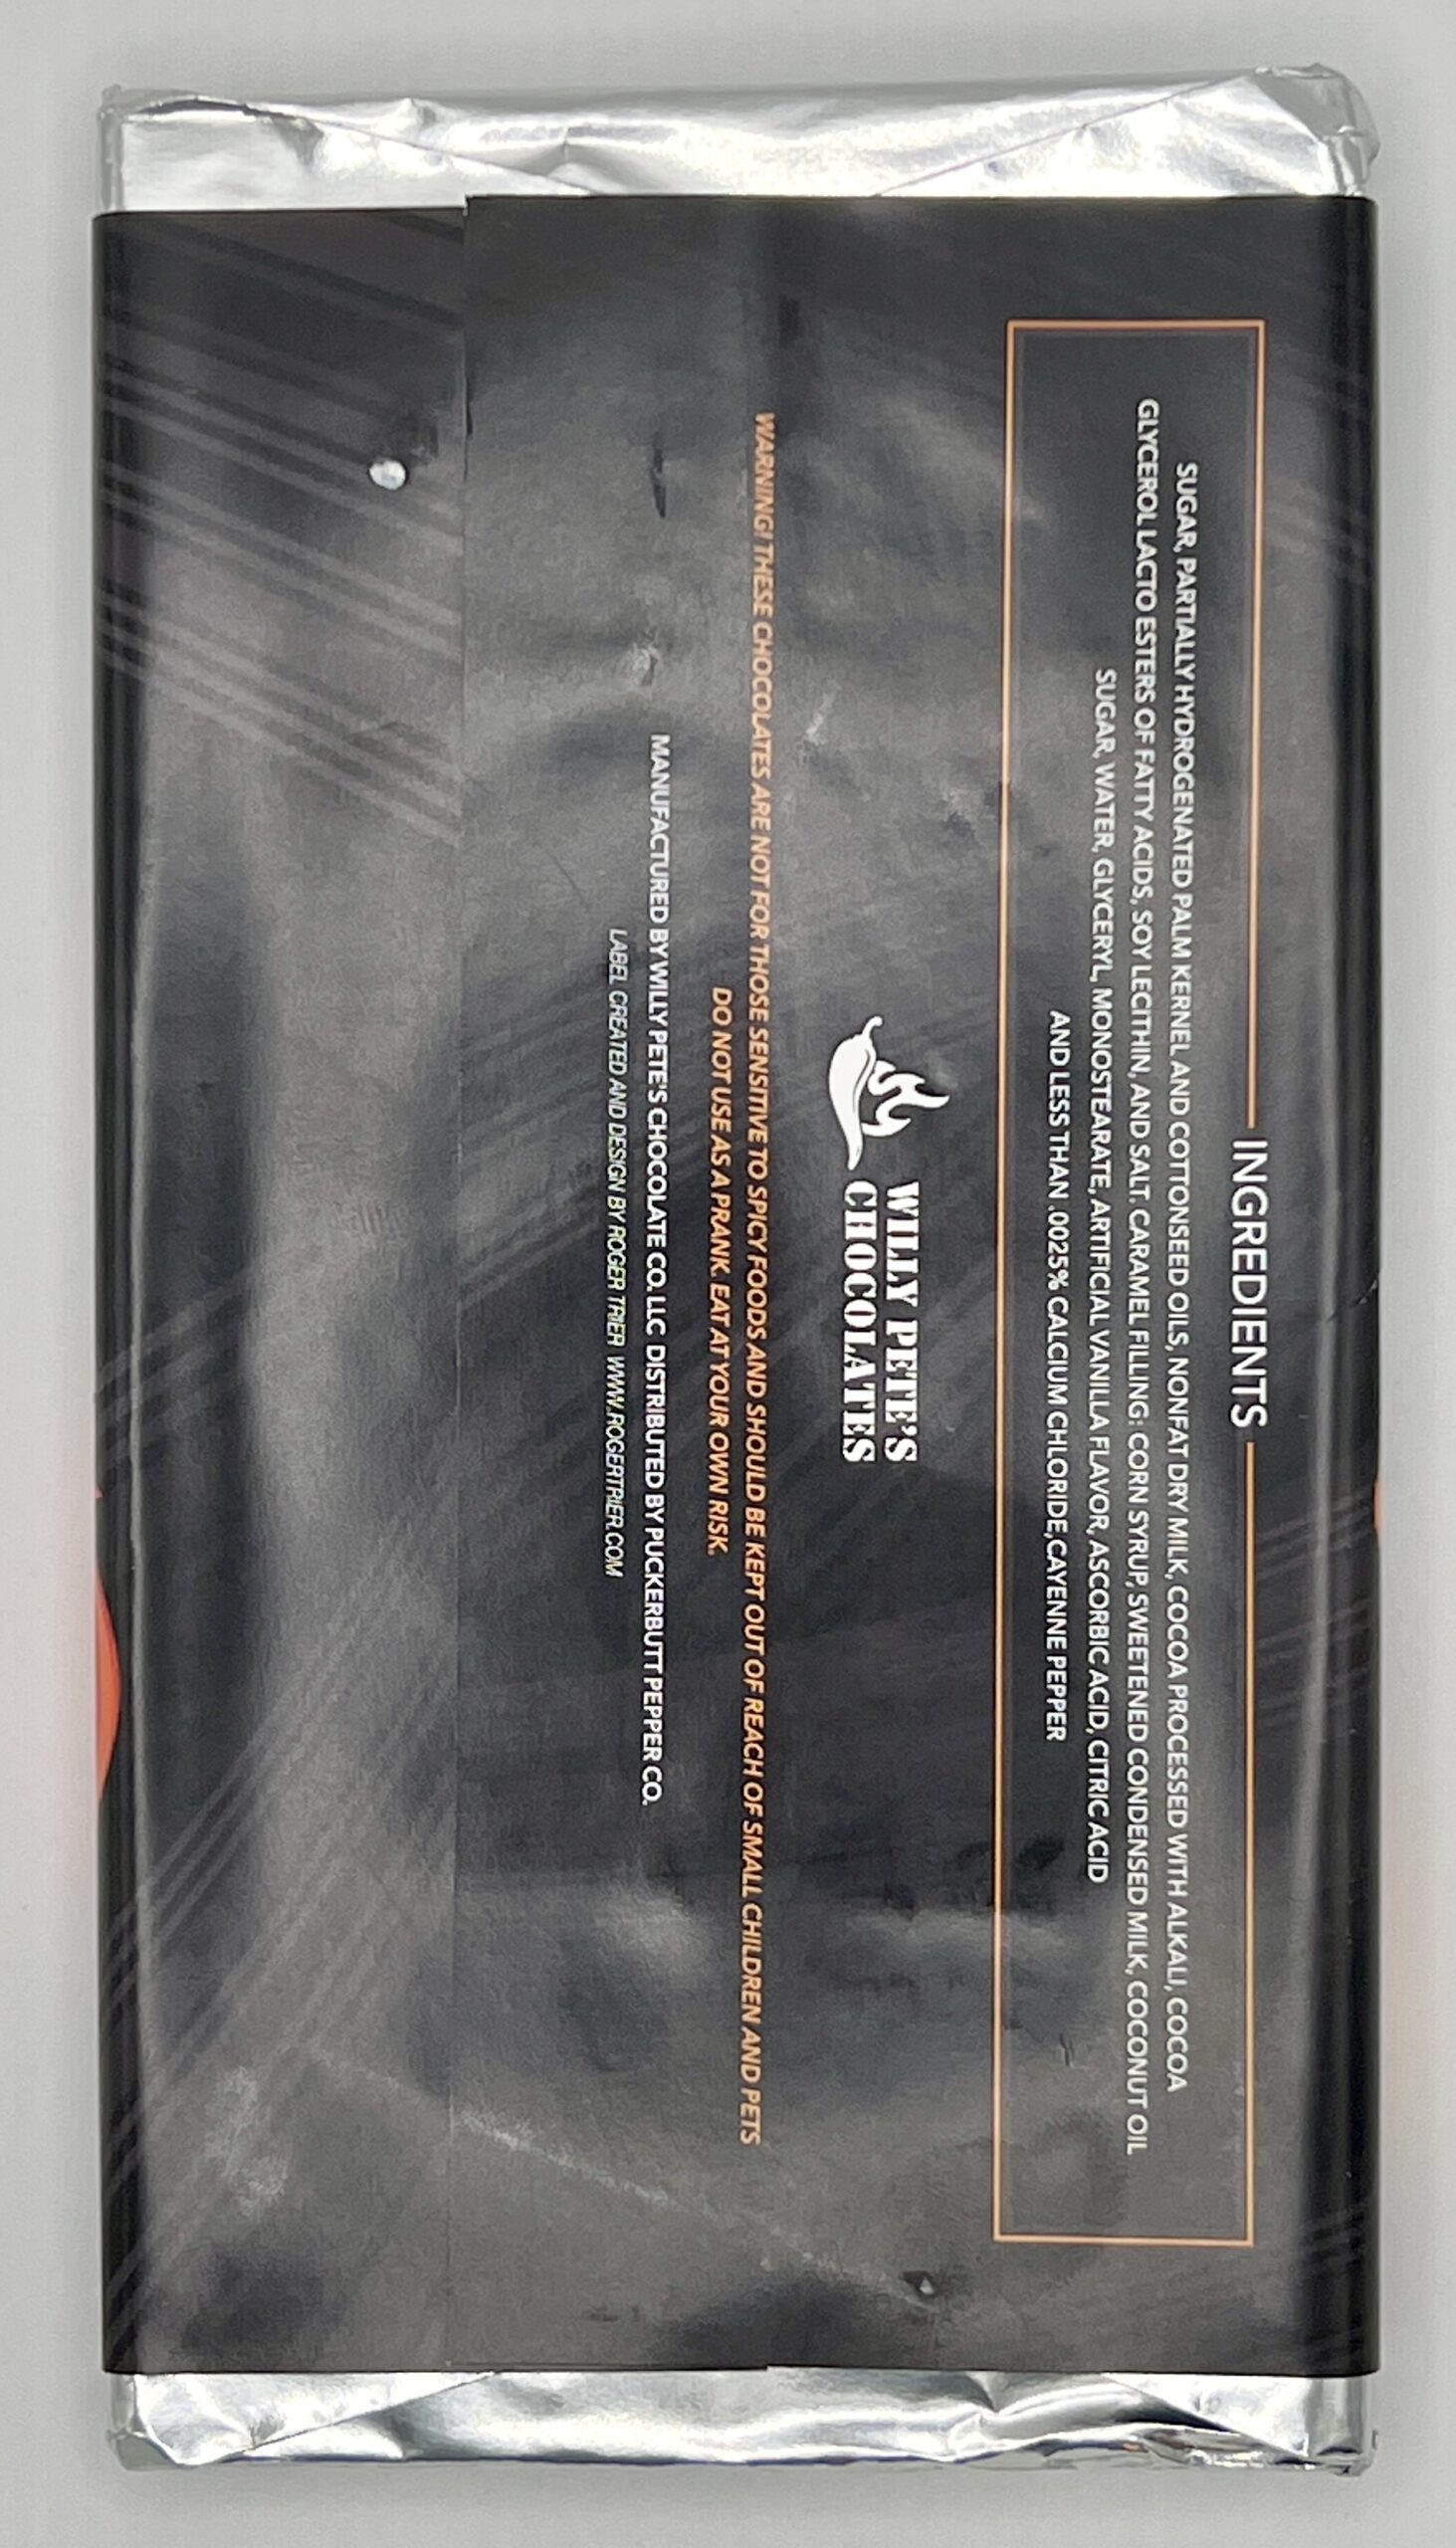 INGREDIENTS
SUGAR, PARTIALLY HYDROGENATED PALM KERNEL AND COTTONSEED OILS, NONFAT DRY MILK, COCOA PROCESSED WITH ALKALI, COCOA
GLYCEROL LACTO ESTERS OF FATTY ACIDS, SOY LECITHIN, AND SALT. CARAMEL FILLING: CORN SYRUP, SWEETENED CONDENSED MILK, COCONUT OIL
SUGAR, WATER, GLYCERYL, MONOSTEARATE, ARTIFICIAL VANILLA FLAVOR, ASCORBIC ACID, CITRIC ACID
AND LESS THAN .0025% CALCIUM CHLORIDE,CAYENNE PEPPER
WILLY PETE'S
CHOCOLATES
WARNING! THESE CHOCOLATES ARE NOT FOR THOSE SENSITIVE TO SPICY FOODS AND SHOULD BE KEPT OUT OF REACH OF SMALL CHILDREN AND PETS
DO NOT USE AS A PRANK. EAT AT YOUR OWN RISK.
MANUFACTURED BY WILLY PETE'S CHOCOLATE CO. LLC DISTRIBUTED BY PUCKERBUTT PEPPER CO.
LABEL CREATED AND DESIGN BY ROGER TRIER WWW.ROGERTRIER.COM